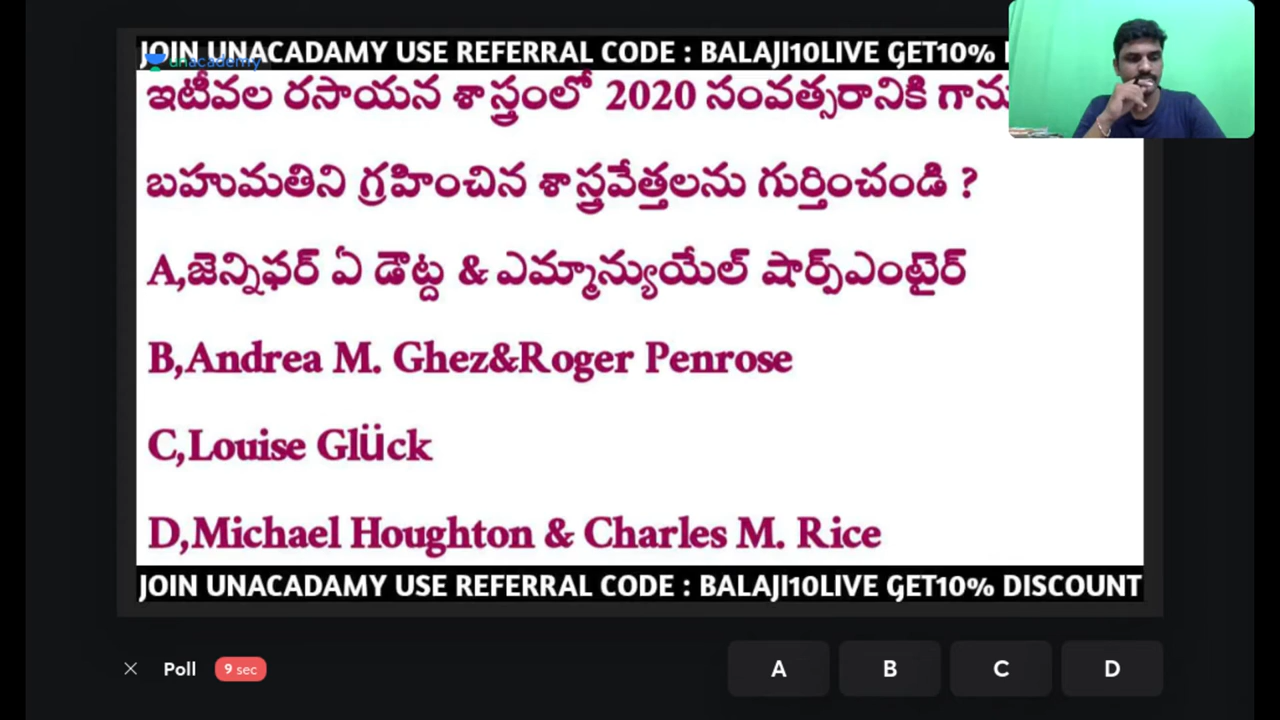 JOIN UNACADAMY USE REFERRAL CODE : BALAJI10LIVE GET10%
unacademy
ఇటీవల రసాయన శాస్త్రంలో 2020 సంవత్సరానికి
బహుమతిని గ్రహించిన శాస్త్రవేత్తలను గుర్తించండి ?
A,జెన్నిఫర్ ఏ డౌట్ద & ఎమ్మాన్యుయేల్ షార్ప్ఎంటైర్
B,Andrea M. Ghez&Roger Penrose
C,Louise Glück
D,Michael Houghton & Charles M. Rice
JOIN UNACADAMY USE REFERRAL CODE : BALAJI10LIVE GET10% DISCOUNT
Poll 9 sec A B C D